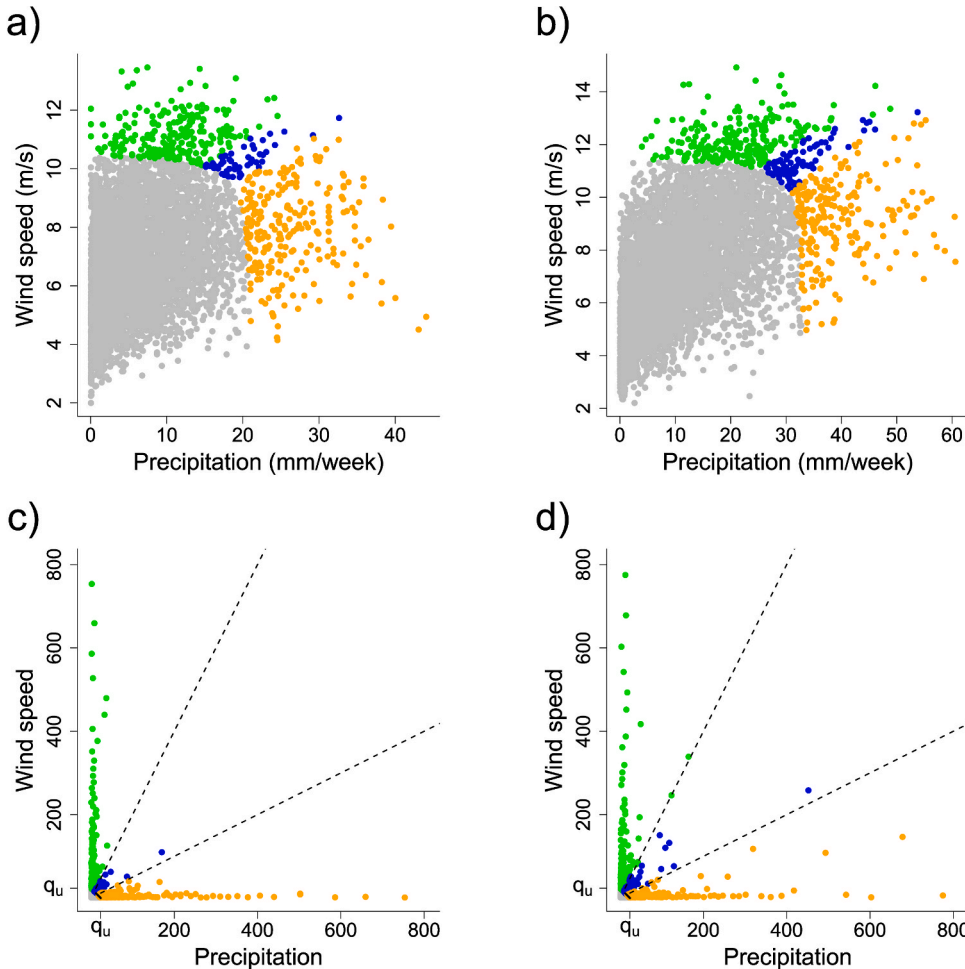 a)
Wind speed (m/s)
12
10
8
6
4
2
0
10
20
30
40
Precipitation (mm/week)
b)
Wind speed (m/s)
14
12
10
8
6
4
2
0
10
20
30
40
50
60
Precipitation (mm/week)
c)
Wind speed
800
600
400
200
qu
qu
200
400
600
800
Precipitation
d)
Wind speed
800
600
400
200
qu
qu
200
400
600
800
Precipitation